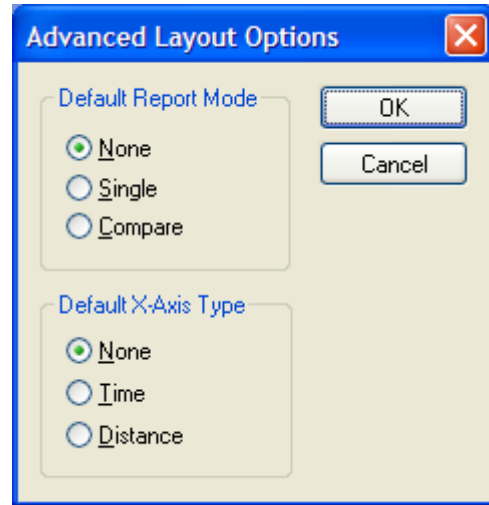 Advanced Layout Options
Default Report Mode
None
Single
Compare
OK
Cancel
Default X-Axis Type
None
Time
Distance